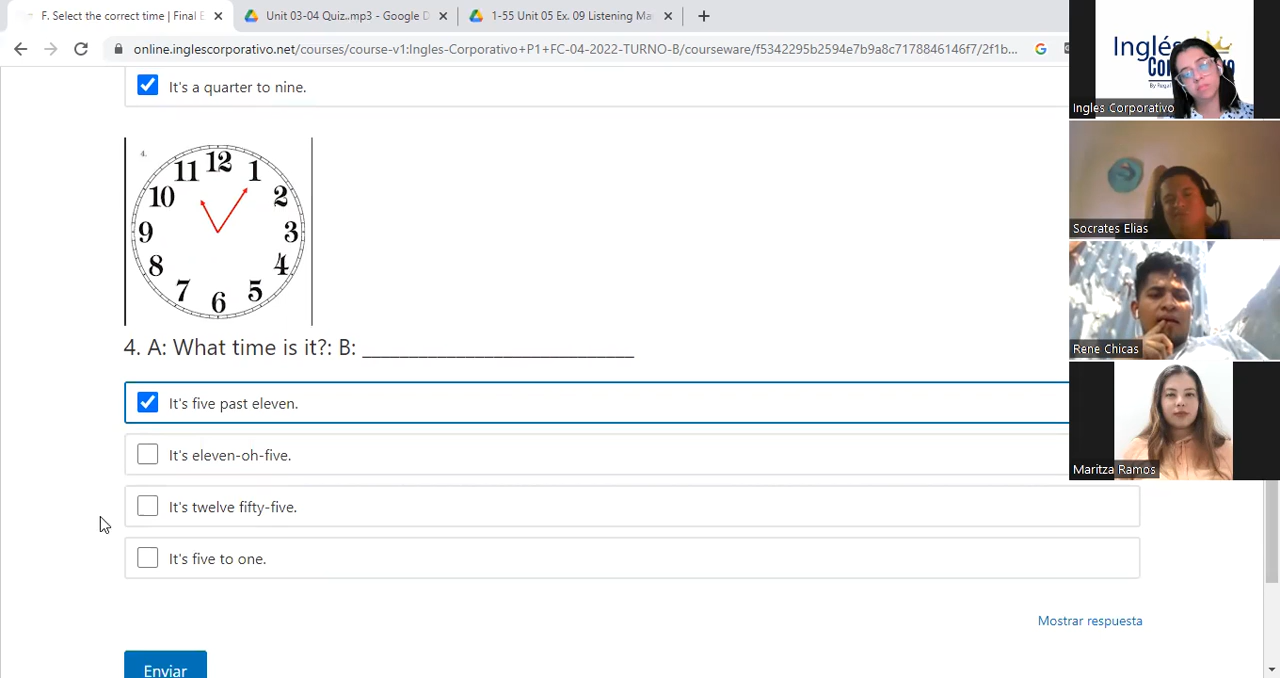 F. Select the correct time | Final E
Unit 03-04 Quiz..mp3 - Google D
1-55 Unit 05 Ex. 09 Listening Ma
online.inglescorporativo.net/courses/course-v1:Ingles-Corporativo+P1+FC-04-2022-TURNO-B/courseware/f5342295b2594e7b9a8c7178846146f7/2f1b...
Ingles Corporativo
It's a quarter to nine.
4.
11 12 1
10 2
9 3
8 4
7 6 5
Socrates Elias
Rene Chicas
4. A: What time is it?: B: ___________________________
It's five past eleven.
It's eleven-oh-five.
Maritza Ramos
It's twelve fifty-five.
It's five to one.
Mostrar respuesta
Enviar